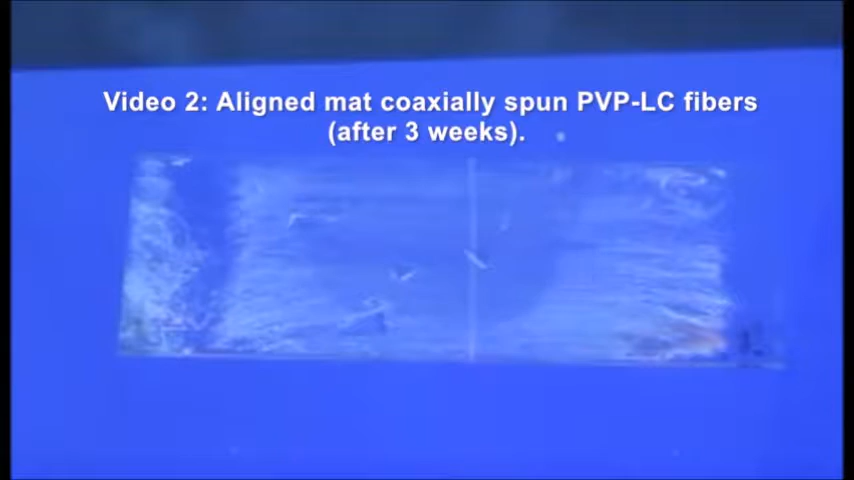 Video 2: Aligned mat coaxially spun PVP-LC fibers
(after 3 weeks).